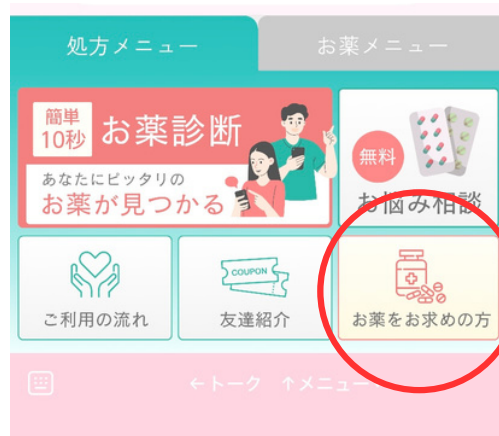 処方メニュー
お薬メニュー
簡単
10秒
お薬診断
あなたにピッタリの
お薬が見つかる
無料
お悩み相談
ご利用の流れ
COUPON
友達紹介
お薬をお求めの方
←トーク ↑メニュー